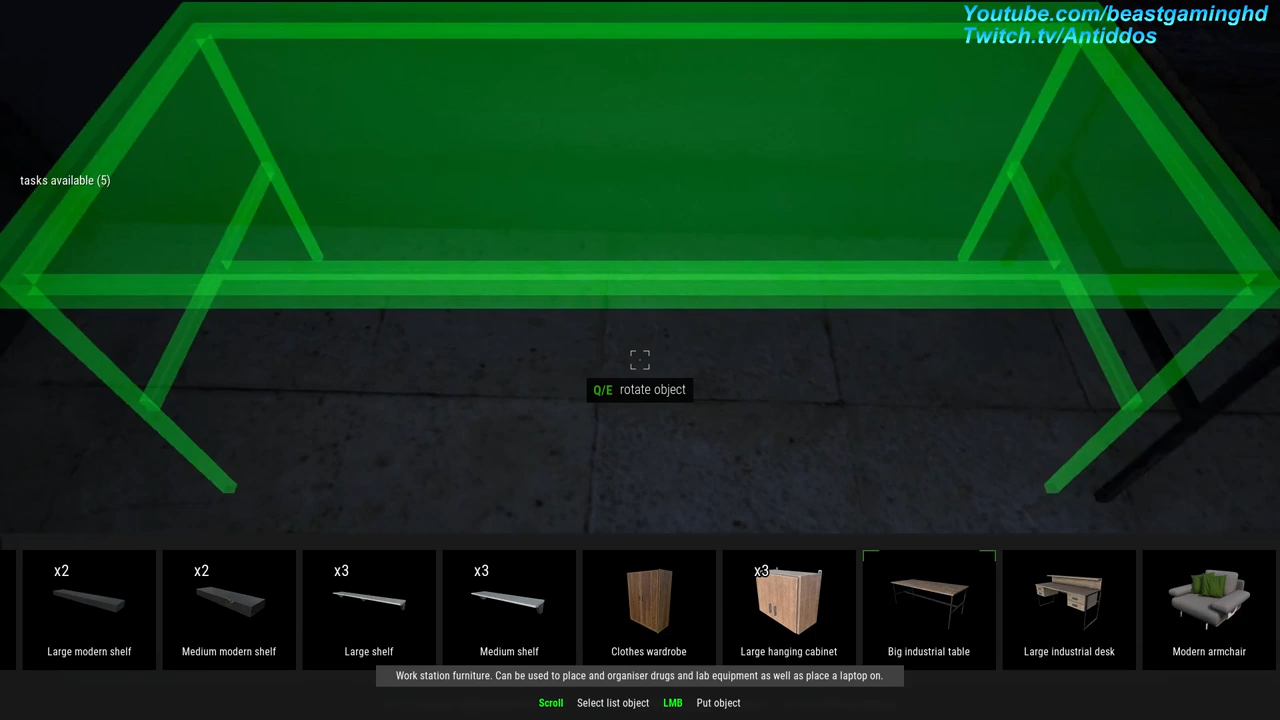 Youtube.com/beastgaminghd
Twitch.tv/Antiddos
tasks available (5)
Q/E rotate object
x2 x2 x3 x3 x3
Large modern shelf Medium modern shelf Large shelf Medium shelf Clothes wardrobe Large hanging cabinet Big industrial table Large industrial desk Modern armchair
Work station furniture. Can be used to place and organiser drugs and lab equipment as well as place a laptop on.
Scroll Select list object LMB Put object